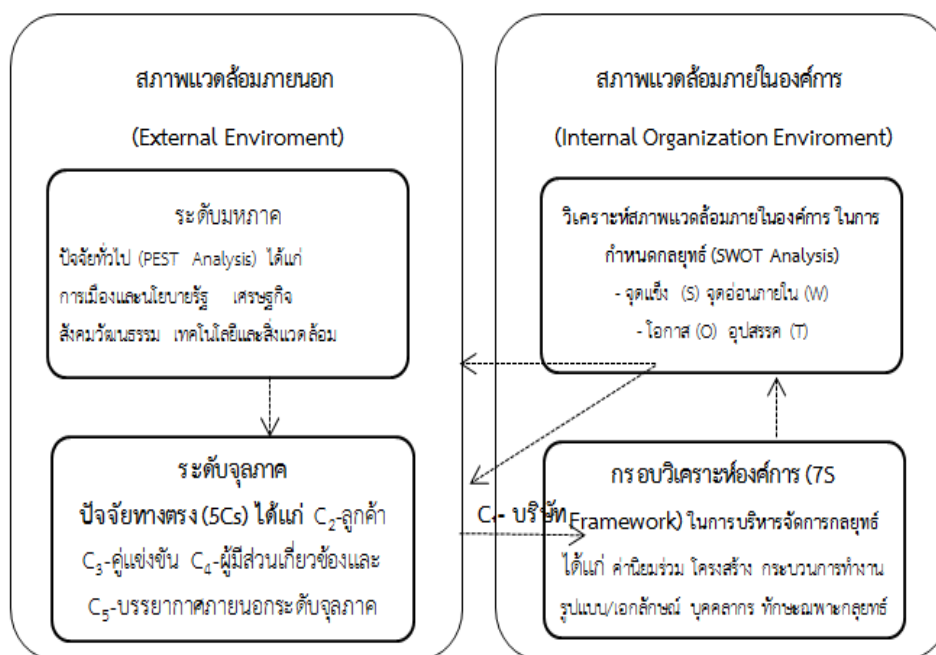 สภาพแวดล้อมภายนอก
(External Enviroment)
ระดับมหภาค
ปัจจัยทั่วไป (PEST Analysis) ได้แก่
การเมืองและนโยบายรัฐ เศรษฐกิจ
สังคมวัฒนธรรม เทคโนโลยีและสิ่งแวดล้อม
ระดับจุลภาค
ปัจจัยทางตรง (5Cs) ได้แก่ C₂-ลูกค้า
C₃-คู่แข่งขัน C₄-ผู้มีส่วนเกี่ยวข้องและ
C₅-บรรยากาศภายนอกระดับจุลภาค
C₁- บริษัท
สภาพแวดล้อมภายในองค์การ
(Internal Organization Enviroment)
วิเคราะห์สภาพแวดล้อมภายในองค์การ ในการ
กำหนดกลยุทธ์ (SWOT Analysis)
- จุดแข็ง (S) จุดอ่อนภายใน (W)
- โอกาส (O) อุปสรรค (T)
กรอบวิเคราะห์องค์การ (7S
Framework) ในการบริหารจัดการกลยุทธ์
ได้แก่ ค่านิยมร่วม โครงสร้าง กระบวนการทำงาน
รูปแบบ/เอกลักษณ์ บุคคลากร ทักษะเฉพาะกลยุทธ์